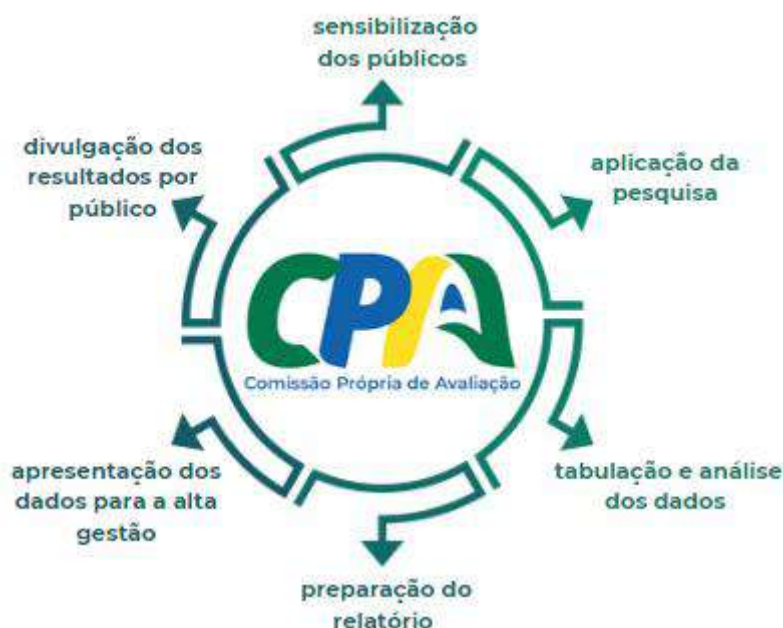 sensibilização
dos públicos
aplicação da
pesquisa
tabulação e análise
dos dados
preparação do
relatório
apresentação dos
dados para a alta
gestão
divulgação dos
resultados por
público
CPA
Comissão Própria de Avaliação